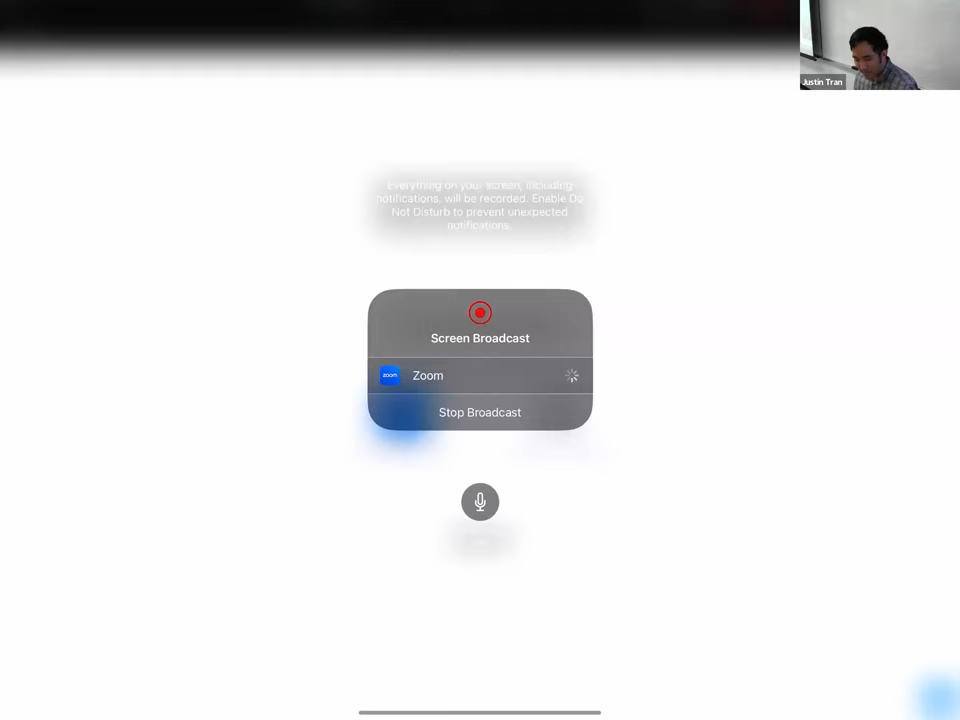 Justin Tran
Everything on your screen, including
notifications, will be recorded. Enable Do
Not Disturb to prevent unexpected
notifications.
Screen Broadcast
zoom
Zoom
Stop Broadcast